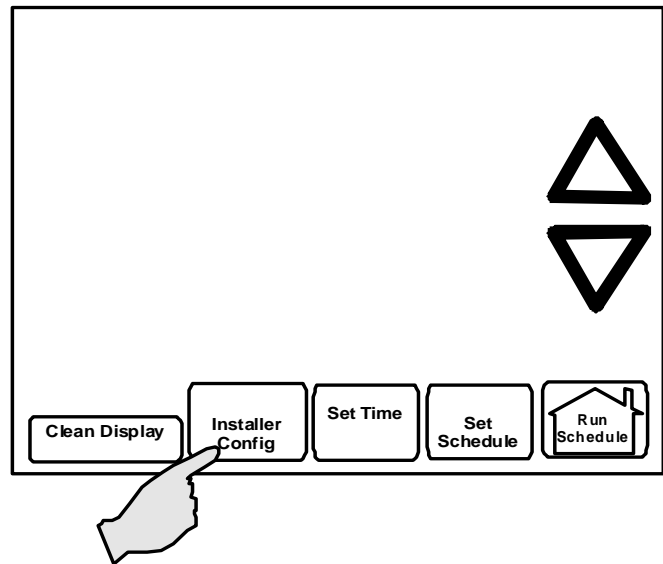 Clean Display
Installer
Config
Set Time
Set
Schedule
Run
Schedule